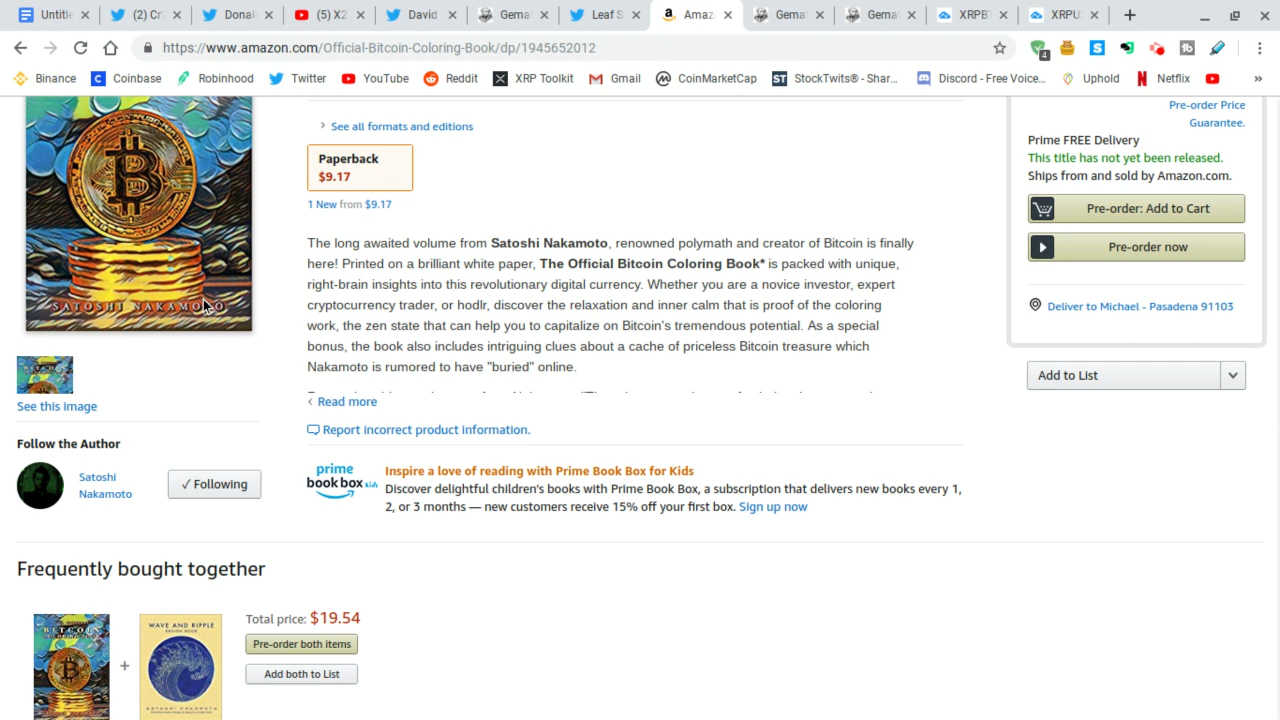 Untitle
(2) Cr
Donal
(5) X2
David
Gema
Leaf S
Amaz
Gema
Gema
XRPB
XRPU
https://www.amazon.com/Official-Bitcoin-Coloring-Book/dp/1945652012
4
Binance
Coinbase
Robinhood
Twitter
YouTube
Reddit
XRP Toolkit
Gmail
CoinMarketCap
ST StockTwits® - Shar...
Discord - Free Voice...
Uphold
Netflix
»
SATOSHI NAKAMOTO
See this image
Follow the Author
Satoshi
Nakamoto
✓ Following
See all formats and editions
Paperback
$9.17
1 New from $9.17
The long awaited volume from Satoshi Nakamoto, renowned polymath and creator of Bitcoin is finally
here! Printed on a brilliant white paper, The Official Bitcoin Coloring Book* is packed with unique,
right-brain insights into this revolutionary digital currency. Whether you are a novice investor, expert
cryptocurrency trader, or hodlr, discover the relaxation and inner calm that is proof of the coloring
work, the zen state that can help you to capitalize on Bitcoin's tremendous potential. As a special
bonus, the book also includes intriguing clues about a cache of priceless Bitcoin treasure which
Nakamoto is rumored to have "buried" online.
Read more
Report incorrect product information.
prime
book box kids
Inspire a love of reading with Prime Book Box for Kids
Discover delightful children's books with Prime Book Box, a subscription that delivers new books every 1,
2, or 3 months — new customers receive 15% off your first box. Sign up now
Pre-order Price
Guarantee.
Prime FREE Delivery
This title has not yet been released.
Ships from and sold by Amazon.com.
Pre-order: Add to Cart
Pre-order now
Deliver to Michael - Pasadena 91103
Add to List
Frequently bought together
BITCOIN
+
WAVE AND RIPPLE
DESIGN BOOK
SATOSHI NAKAMOTO
Total price: $19.54
Pre-order both items
Add both to List